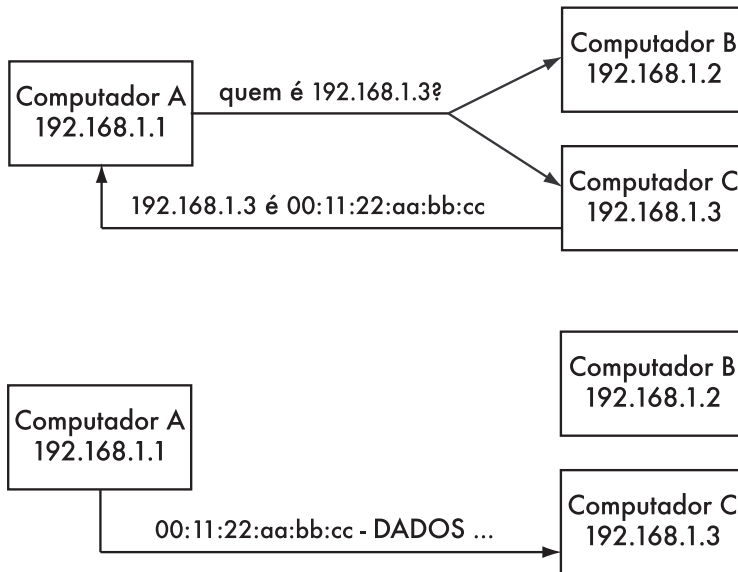 Computador A
192.168.1.1
quem é 192.168.1.3?
Computador B
192.168.1.2
Computador C
192.168.1.3
192.168.1.3 é 00:11:22:aa:bb:cc
Computador B
192.168.1.2
Computador A
192.168.1.1
Computador C
192.168.1.3
00:11:22:aa:bb:cc - DADOS ...